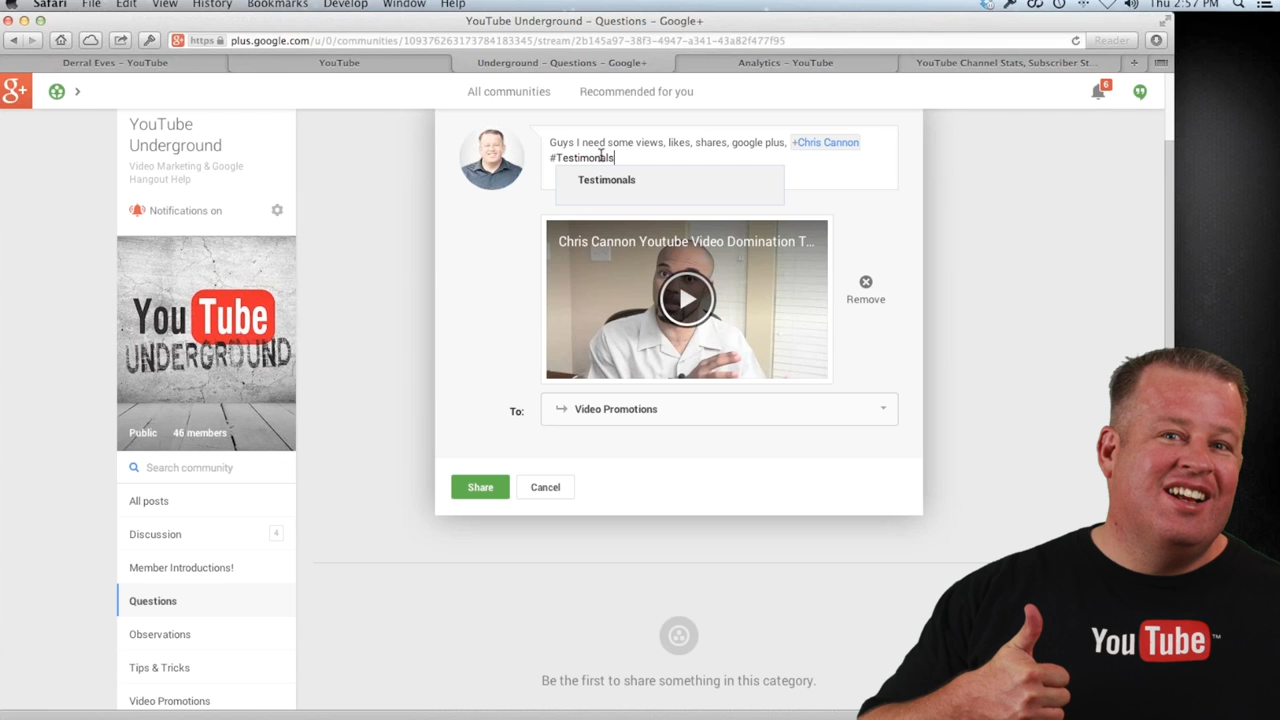 Safari File Edit View History Bookmarks Develop Window Help Thu 2:57 PM
YouTube Underground – Questions – Google+
https plus.google.com/u/0/communities/109376263173784183345/stream/2b145a97-38f3-4947-a341-43a82f477f95 Reader
Derral Eves – YouTube YouTube Underground – Questions – Google+ Analytics – YouTube YouTube Channel Stats, Subscriber St...
g+ All communities Recommended for you 6
YouTube
Underground
Video Marketing & Google
Hangout Help
Notifications on
You Tube
UNDERGROUND
Public 46 members
Search community
All posts
Discussion 4
Member Introductions!
Questions
Observations
Tips & Tricks
Video Promotions
Guys I need some views, likes, shares, google plus, +Chris Cannon
#Testimonals
Testimonals
Chris Cannon Youtube Video Domination T...
Remove
To: Video Promotions
Share Cancel
Be the first to share something in this category.
You Tube ™